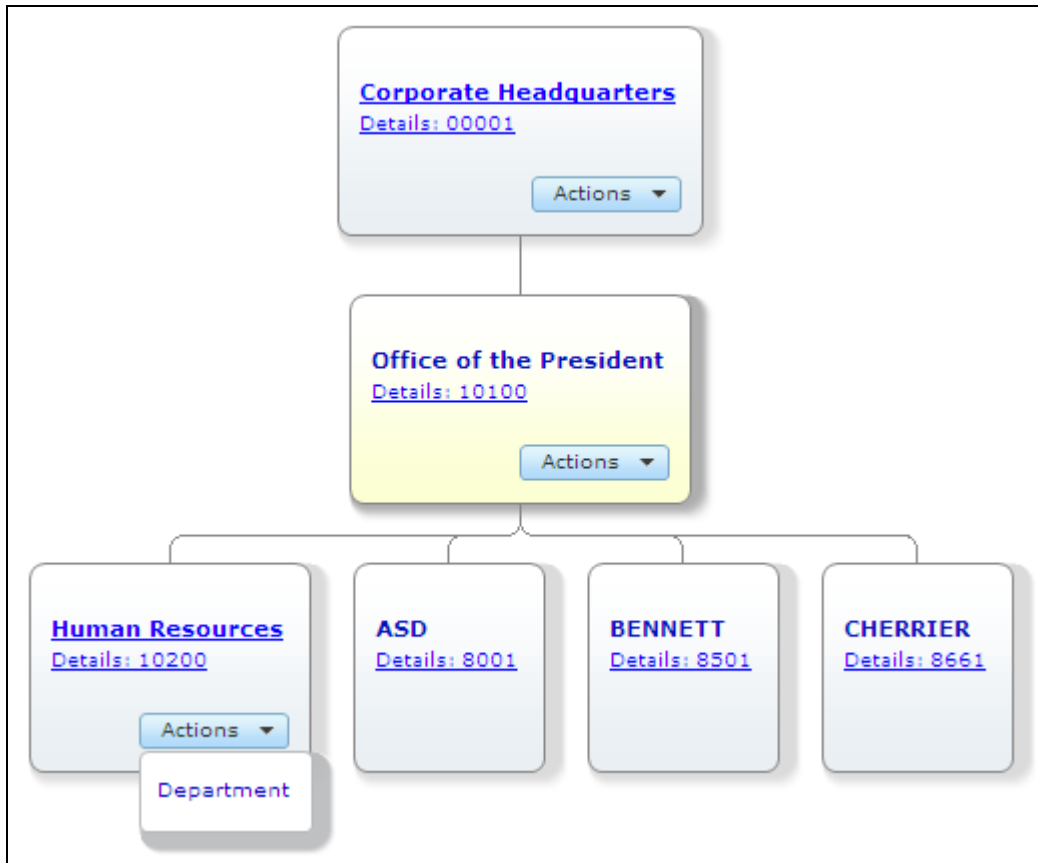 Corporate Headquarters
Details: 00001
Actions
Office of the President
Details: 10100
Actions
Human Resources
Details: 10200
Actions
Department
ASD
Details: 8001
BENNETT
Details: 8501
CHERRIER
Details: 8661